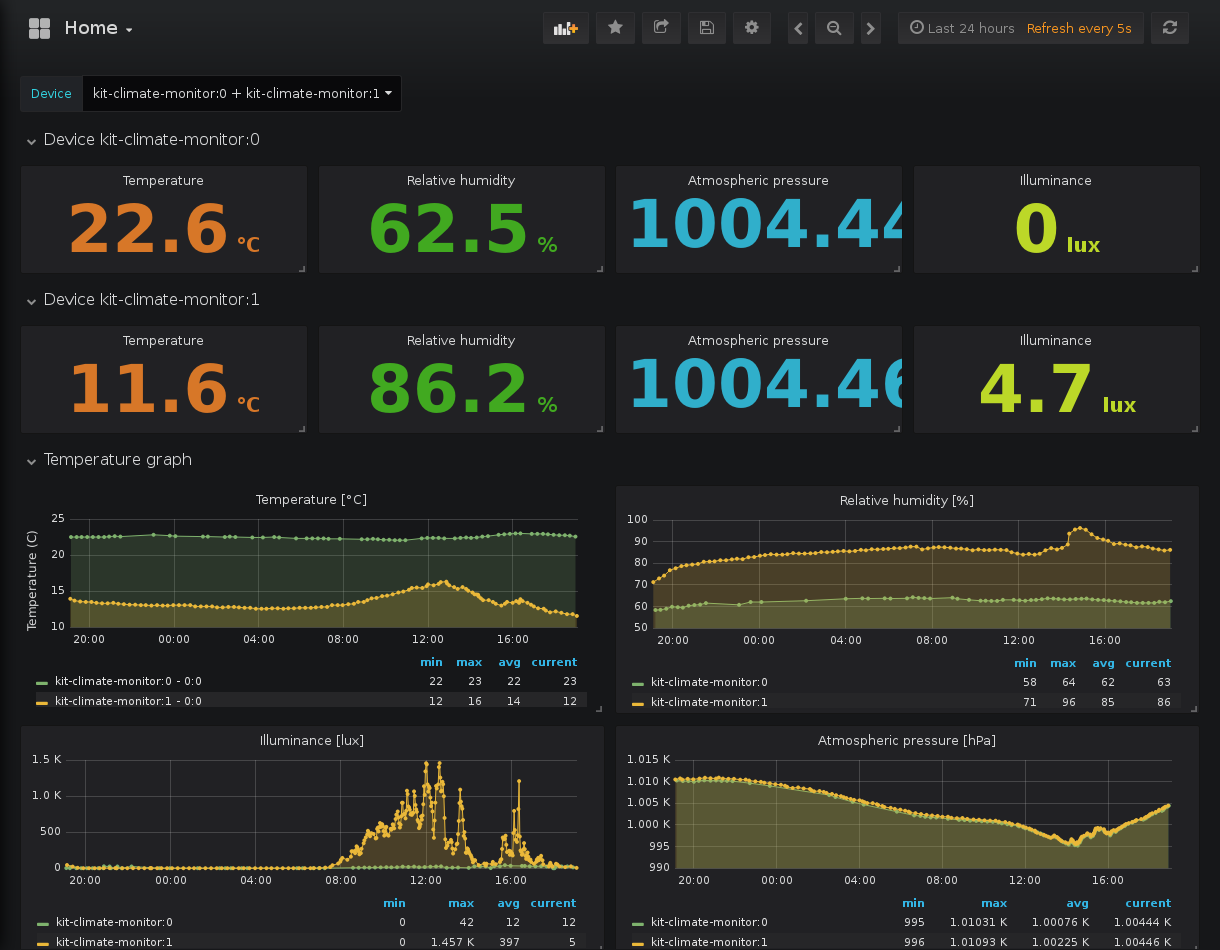 Home
Last 24 hours Refresh every 5s
Device kit-climate-monitor:0 + kit-climate-monitor:1
Device kit-climate-monitor:0
Temperature Relative humidity Atmospheric pressure Illuminance
22.6 °C 62.5 % 1004.44 0 lux
Device kit-climate-monitor:1
Temperature Relative humidity Atmospheric pressure Illuminance
11.6 °C 86.2 % 1004.46 4.7 lux
Temperature graph
Temperature [°C]
Temperature (C)
25
20
15
10
20:00 00:00 04:00 08:00 12:00 16:00
min max avg current
kit-climate-monitor:0 - 0:0 22 23 22 23
kit-climate-monitor:1 - 0:0 12 16 14 12
Relative humidity [%]
100
90
80
70
60
50
20:00 00:00 04:00 08:00 12:00 16:00
min max avg current
kit-climate-monitor:0 58 64 62 63
kit-climate-monitor:1 71 96 85 86
Illuminance [lux]
1.5 K
1.0 K
500
0
20:00 00:00 04:00 08:00 12:00 16:00
min max avg current
kit-climate-monitor:0 0 42 12 12
kit-climate-monitor:1 0 1.457 K 397 5
Atmospheric pressure [hPa]
1.015 K
1.010 K
1.005 K
1.000 K
995
990
20:00 00:00 04:00 08:00 12:00 16:00
min max avg current
kit-climate-monitor:0 995 1.01031 K 1.00076 K 1.00444 K
kit-climate-monitor:1 996 1.01093 K 1.00225 K 1.00446 K